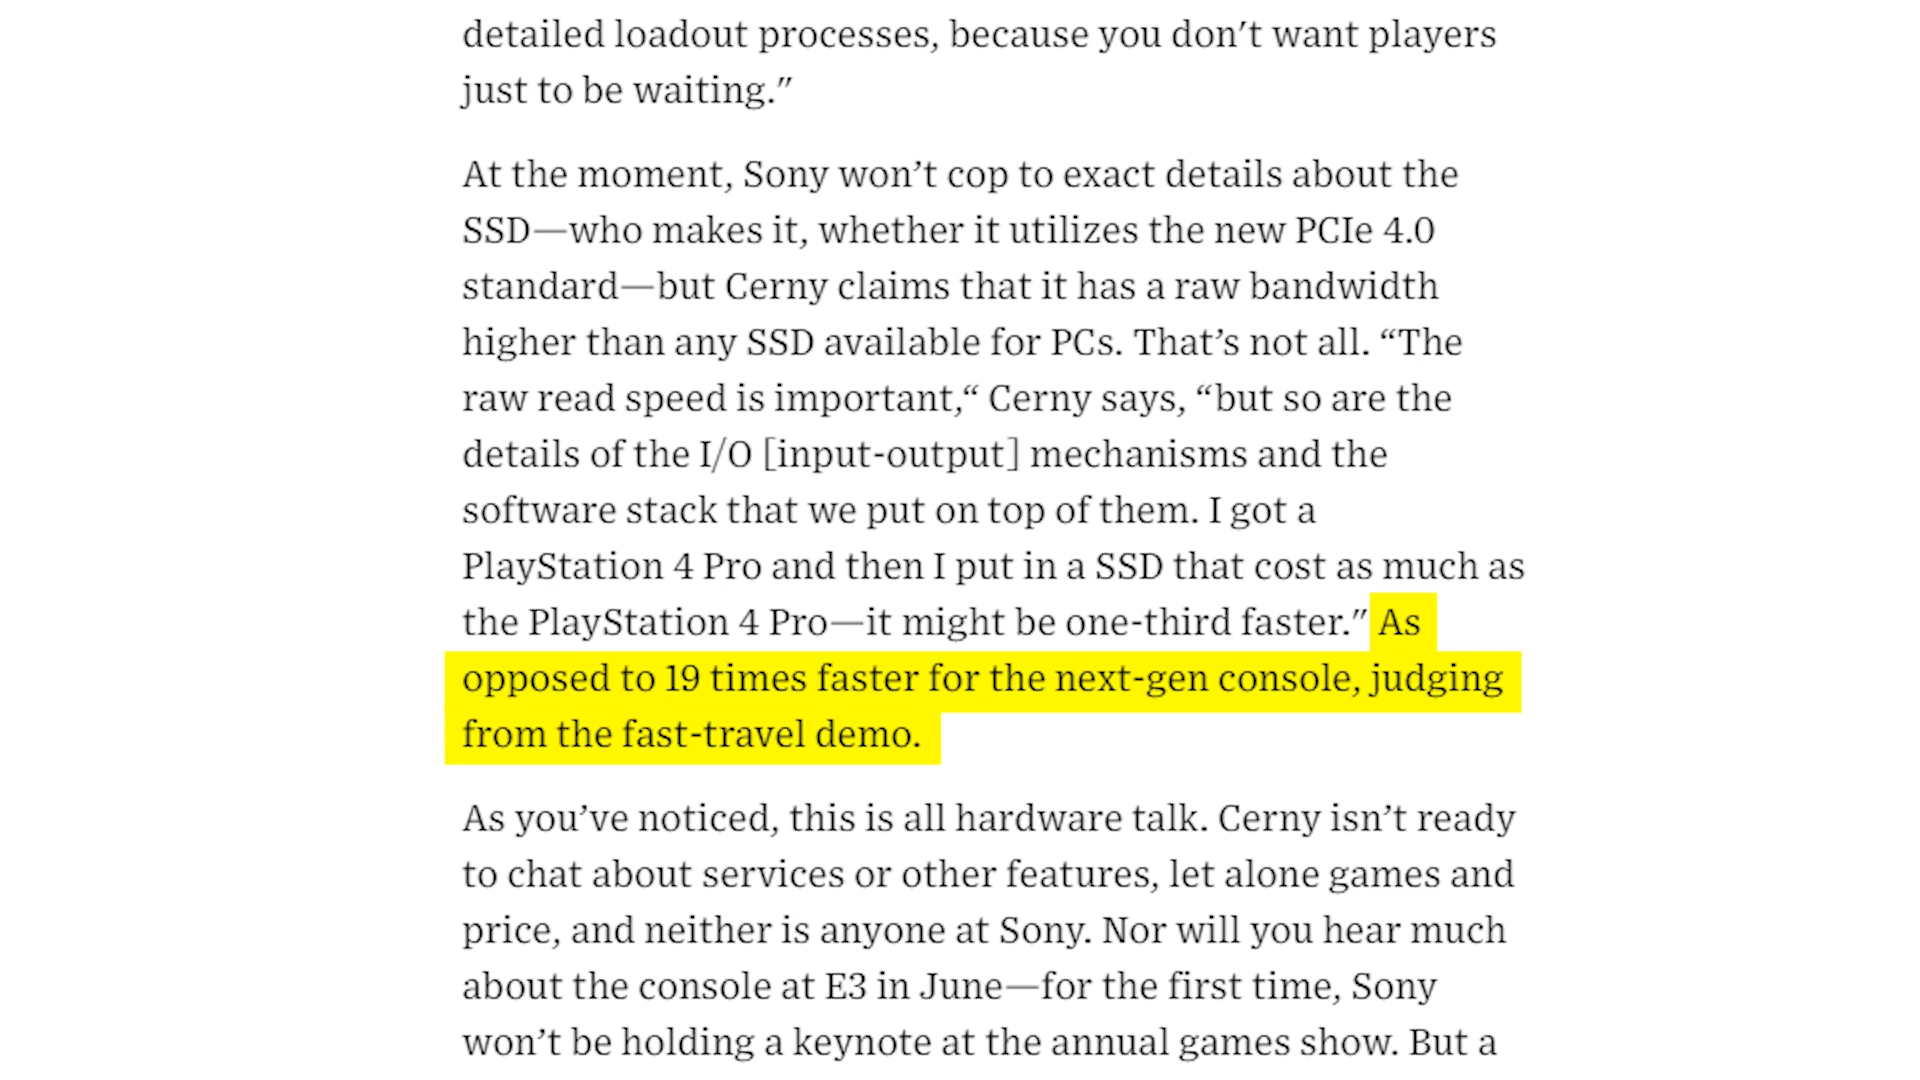 detailed loadout processes, because you don't want players
just to be waiting."
At the moment, Sony won’t cop to exact details about the
SSD—who makes it, whether it utilizes the new PCIe 4.0
standard—but Cerny claims that it has a raw bandwidth
higher than any SSD available for PCs. That’s not all. “The
raw read speed is important,“ Cerny says, “but so are the
details of the I/O [input-output] mechanisms and the
software stack that we put on top of them. I got a
PlayStation 4 Pro and then I put in a SSD that cost as much as
the PlayStation 4 Pro—it might be one-third faster." As
opposed to 19 times faster for the next-gen console, judging
from the fast-travel demo.
As you’ve noticed, this is all hardware talk. Cerny isn’t ready
to chat about services or other features, let alone games and
price, and neither is anyone at Sony. Nor will you hear much
about the console at E3 in June—for the first time, Sony
won’t be holding a keynote at the annual games show. But a